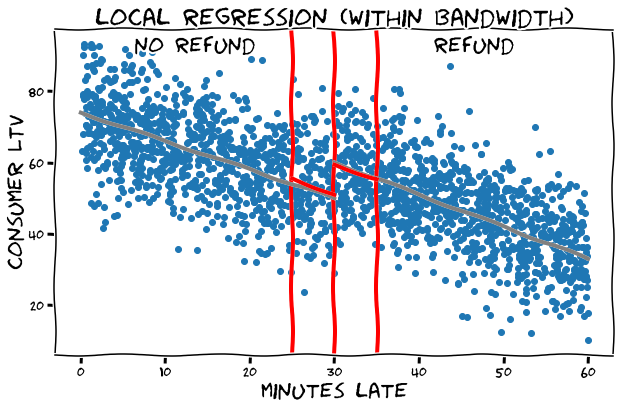 LOCAL REGRESSION (WITHIN BANDWIDTH)
NO REFUND
REFUND
CONSUMER LTV
80
60
40
20
0
10
20
30
40
50
60
MINUTES LATE